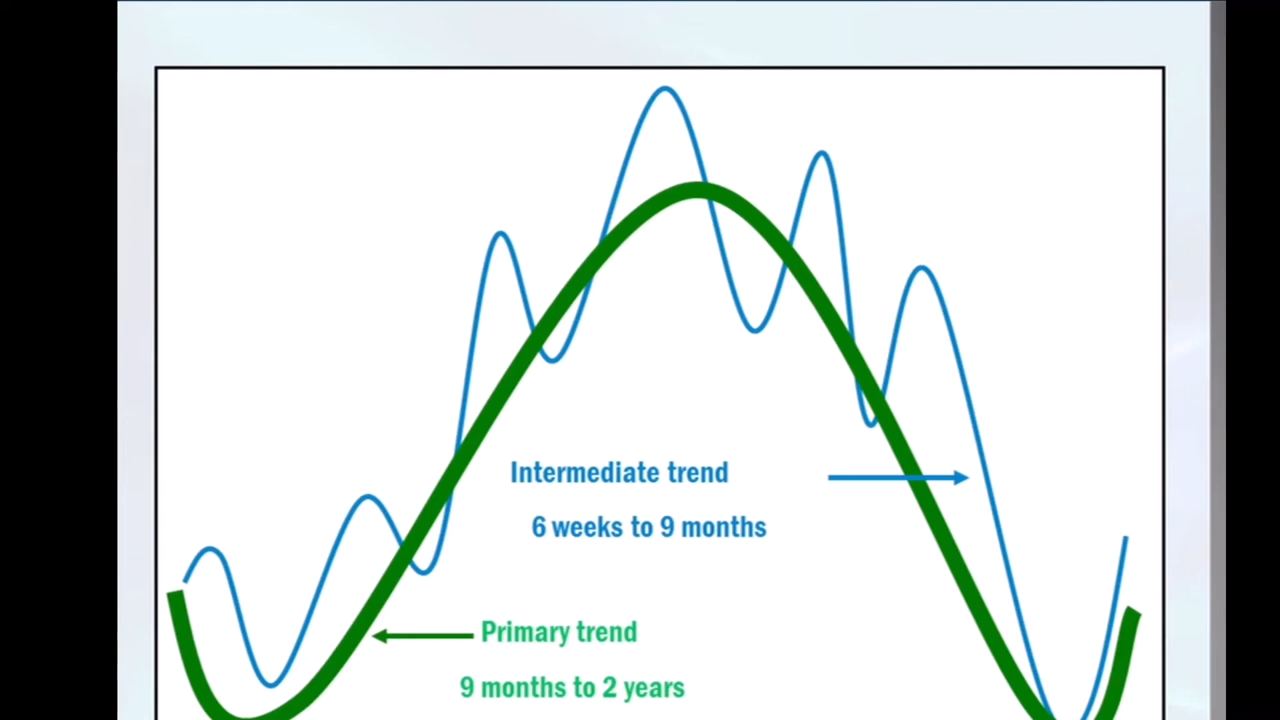 Intermediate trend
6 weeks to 9 months
Primary trend
9 months to 2 years